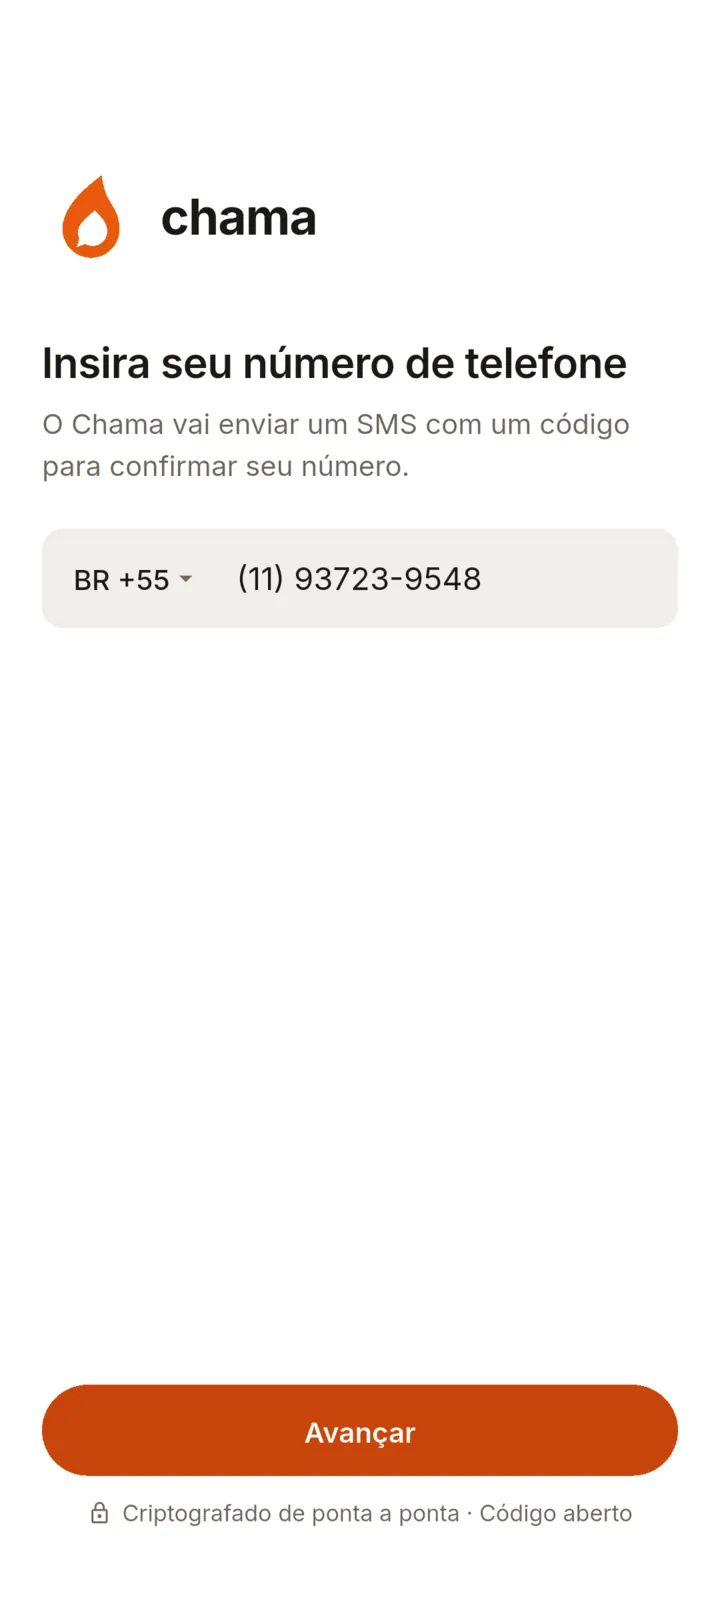 chama
Insira seu número de telefone
O Chama vai enviar um SMS com um código
para confirmar seu número.
BR +55 (11) 93723-9548
Avançar
Criptografado de ponta a ponta · Código aberto